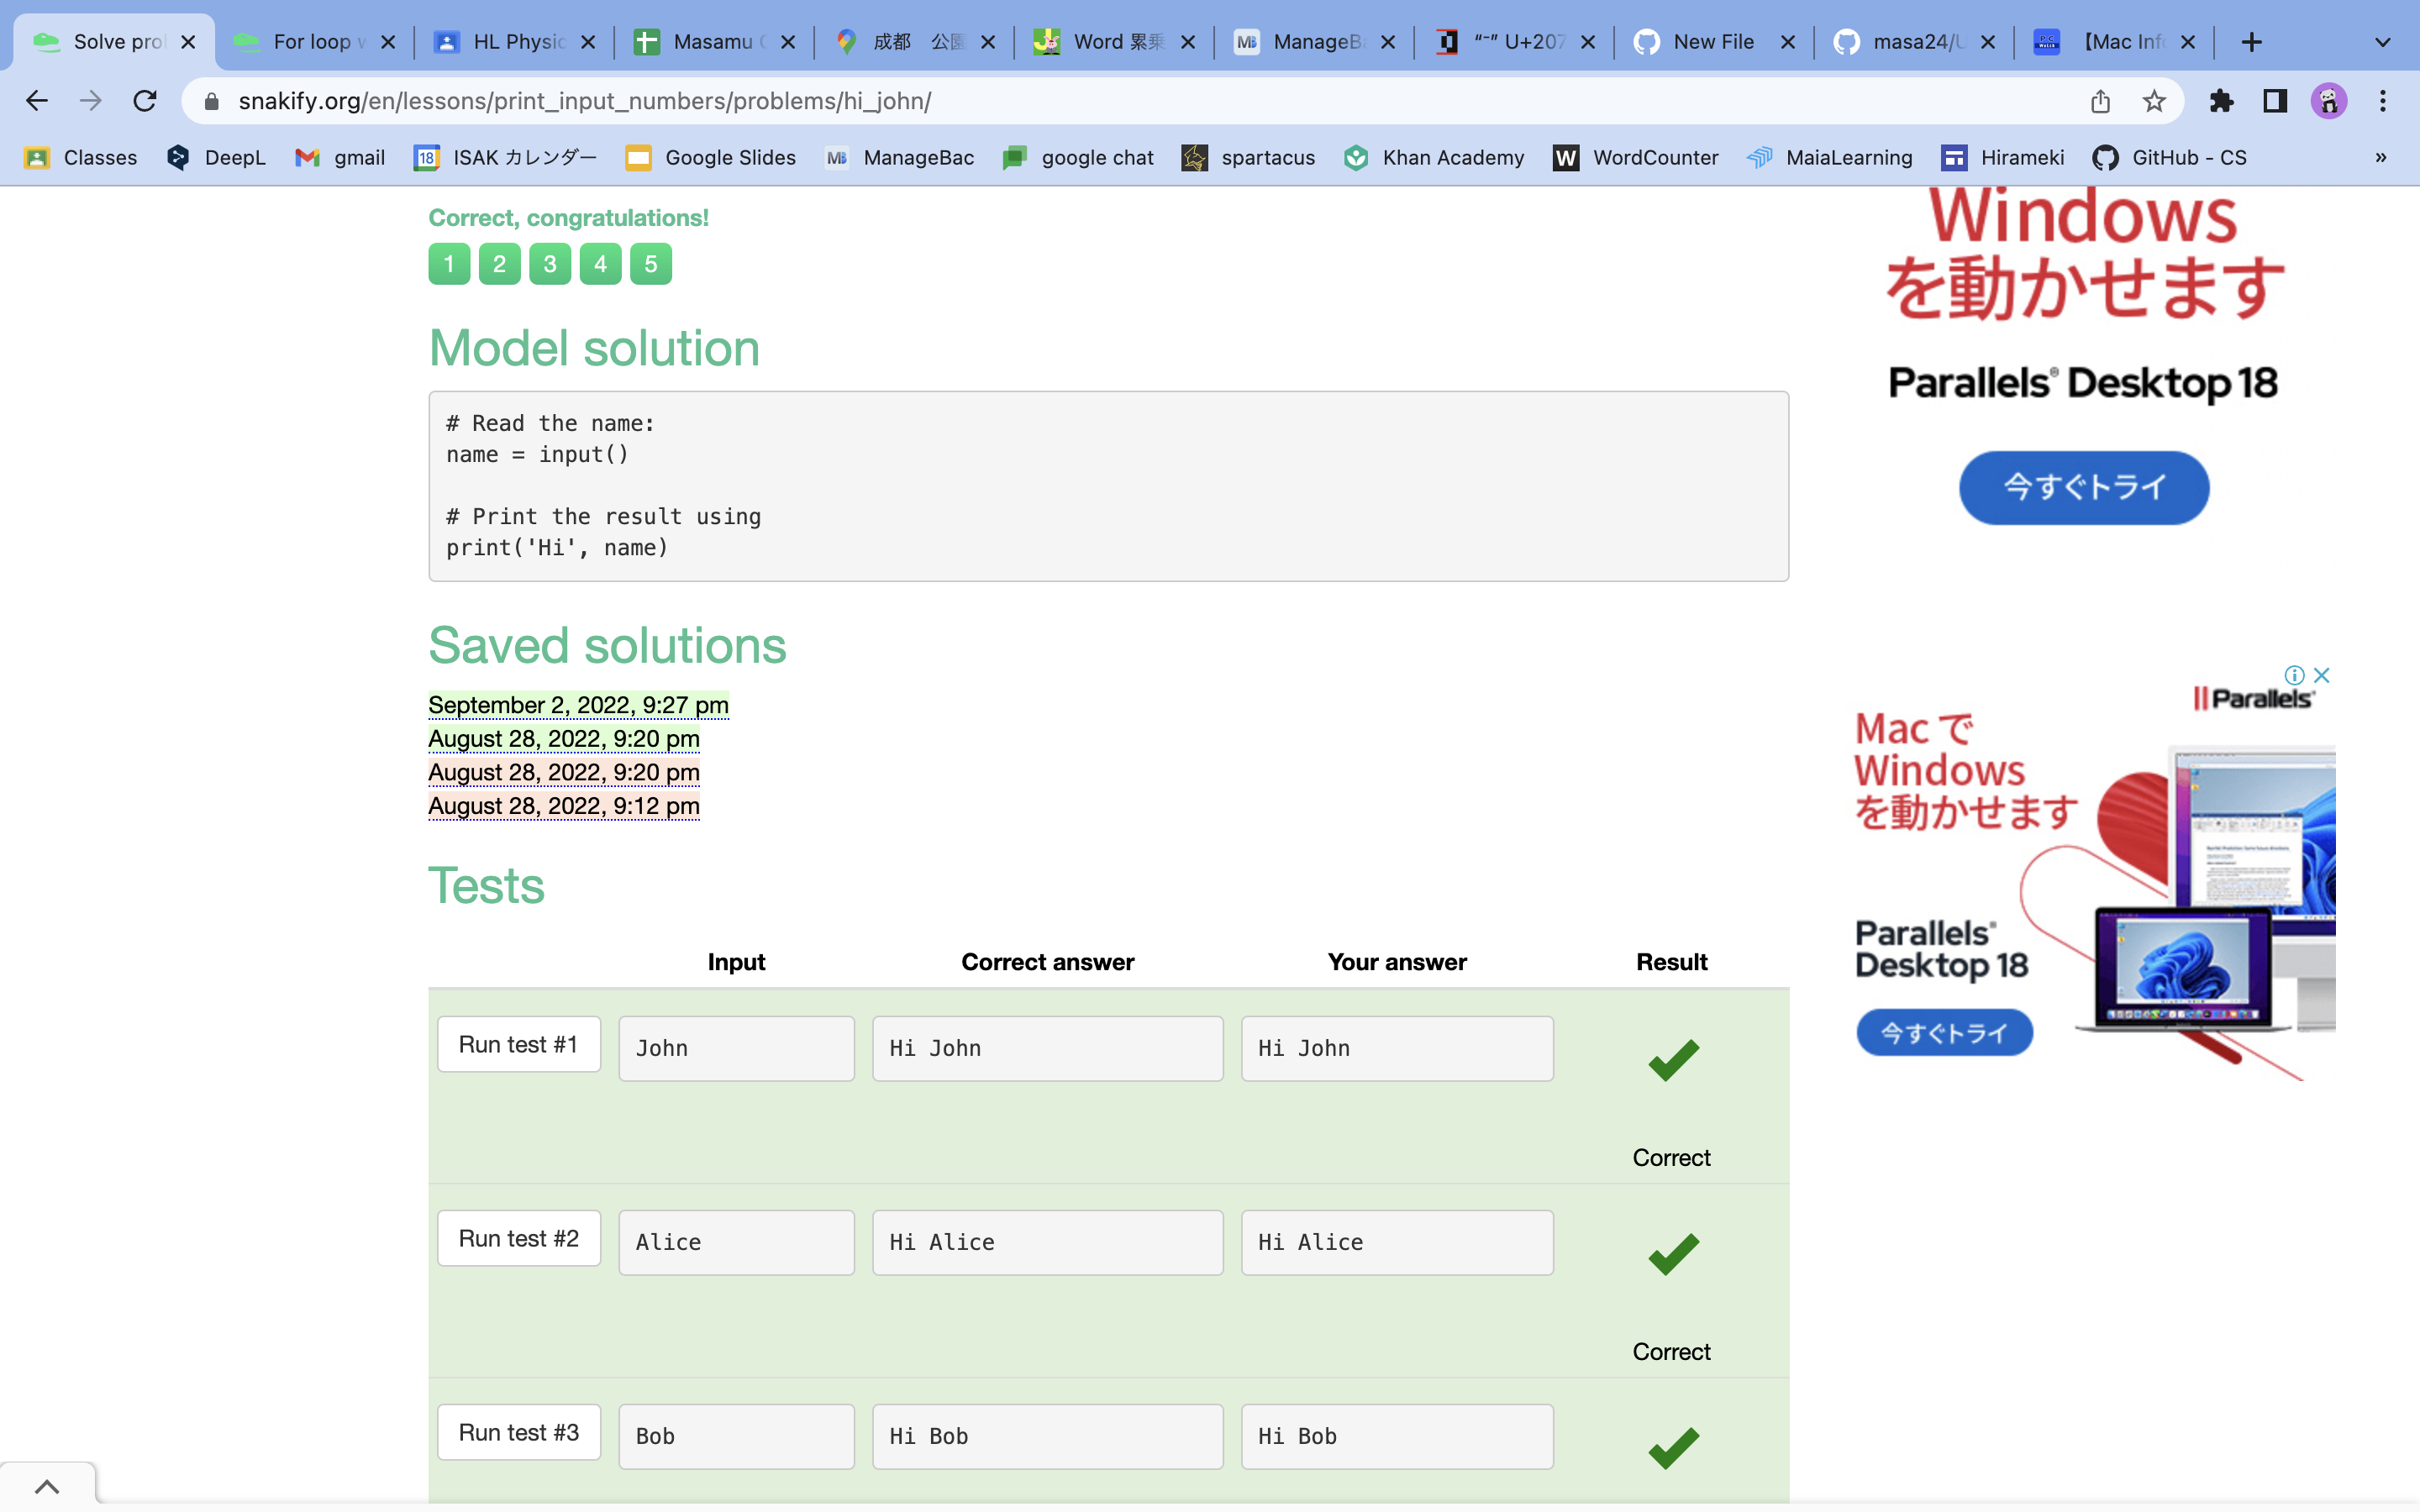 Solve pro
For loop w
HL Physic
Masamu
成都 公園
Word 累乗
ManageBa
“⁻” U+207
New File
masa24/U
【Mac Info
snakify.org/en/lessons/print_input_numbers/problems/hi_john/
Classes DeepL gmail ISAK カレンダー Google Slides ManageBac google chat spartacus Khan Academy WordCounter MaiaLearning Hirameki GitHub - CS »
Correct, congratulations!
1 2 3 4 5
Model solution
# Read the name:
name = input()
# Print the result using
print('Hi', name)
Saved solutions
September 2, 2022, 9:27 pm
August 28, 2022, 9:20 pm
August 28, 2022, 9:20 pm
August 28, 2022, 9:12 pm
Tests
Input Correct answer Your answer Result
Run test #1 John Hi John Hi John
Correct
Run test #2 Alice Hi Alice Hi Alice
Correct
Run test #3 Bob Hi Bob Hi Bob
Windows
を動かせます
Parallels® Desktop 18
今すぐトライ
Parallels®
Mac で
Windows
を動かせます
Parallels®
Desktop 18
今すぐトライ